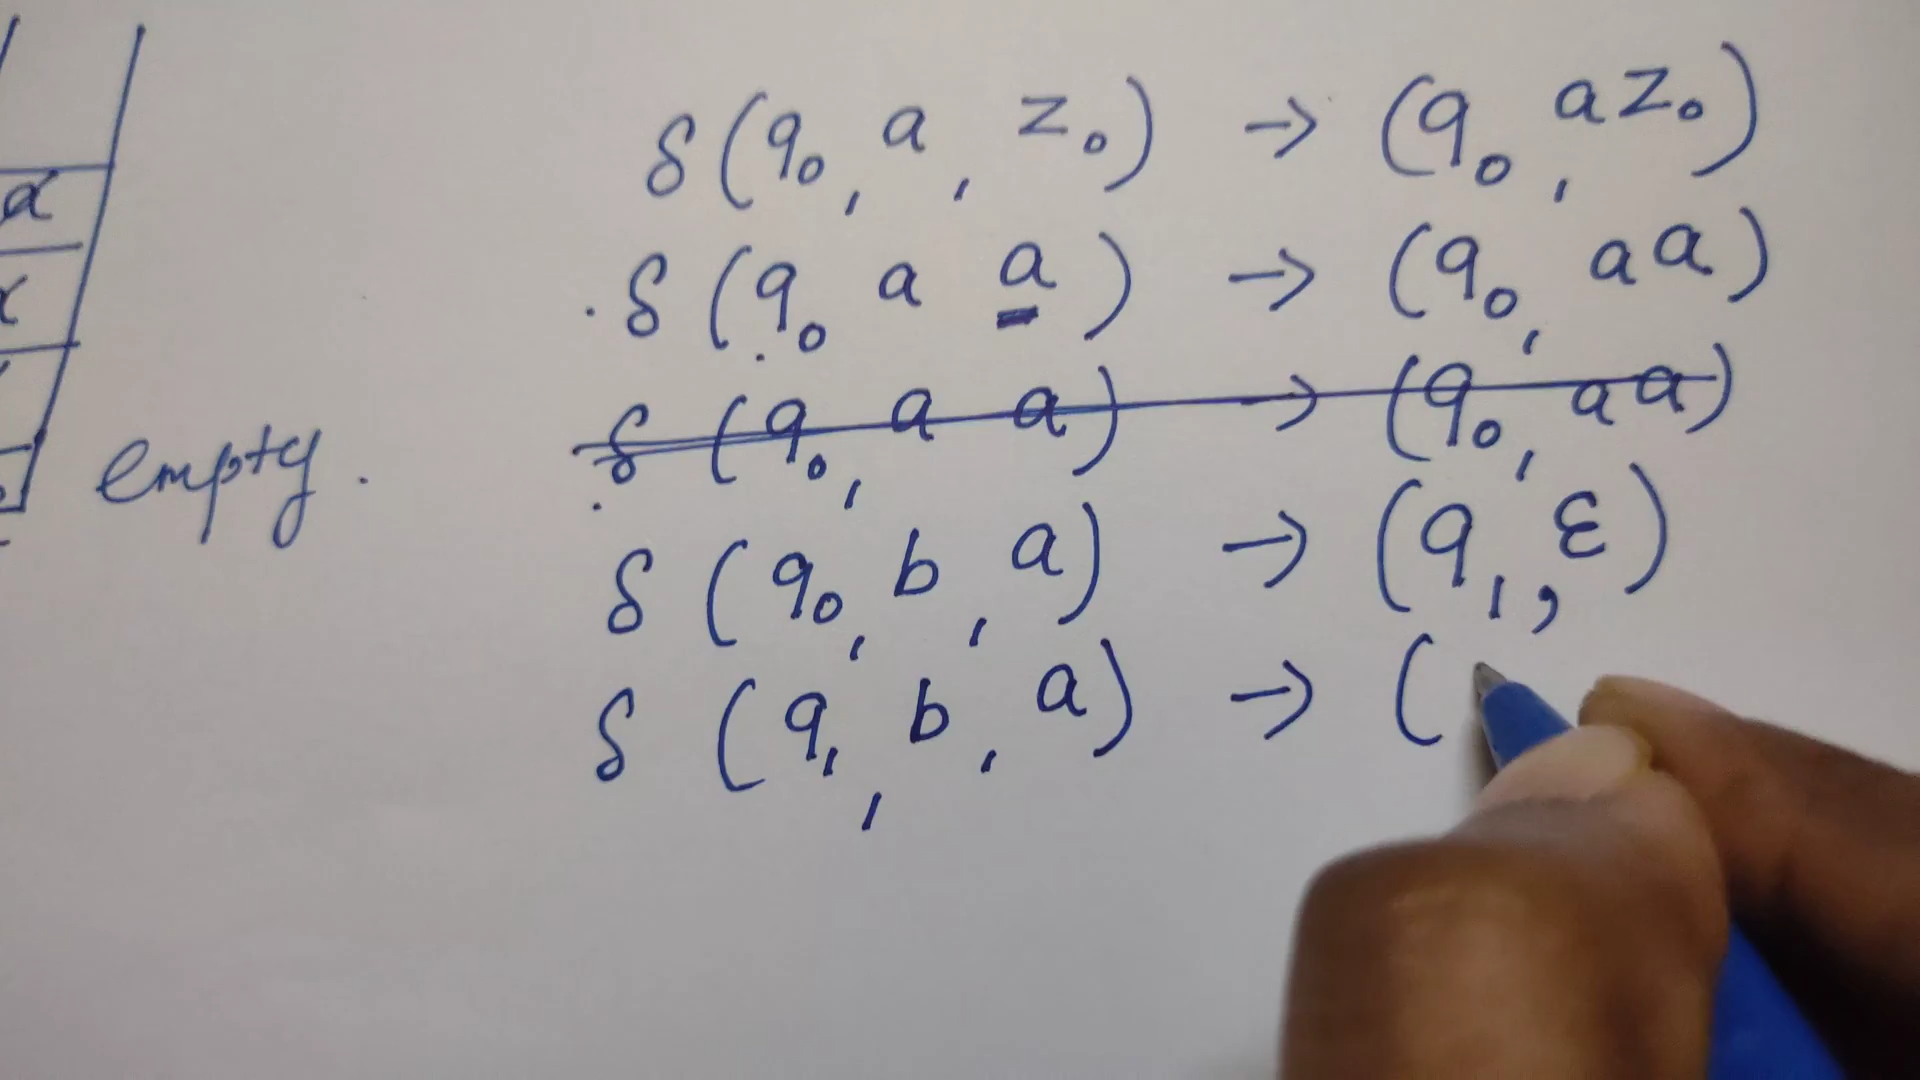 δ(q₀, a, z₀) → (q₀, az₀)
δ(q₀ a a) → (q₀, aa)
δ(q₀, a a) → (q₀, aa)
empty.
δ(q₀, b, a) → (q₁, ε)
δ(q₁, b, a) → (